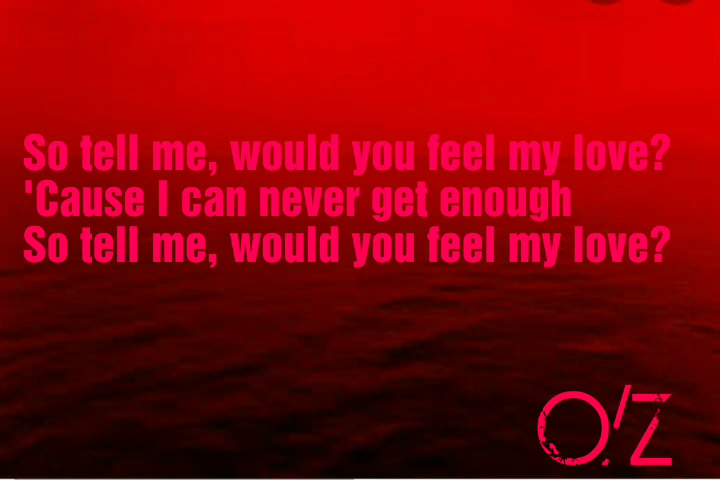 So tell me, would you feel my love?
'Cause I can never get enough
So tell me, would you feel my love?
O/Z